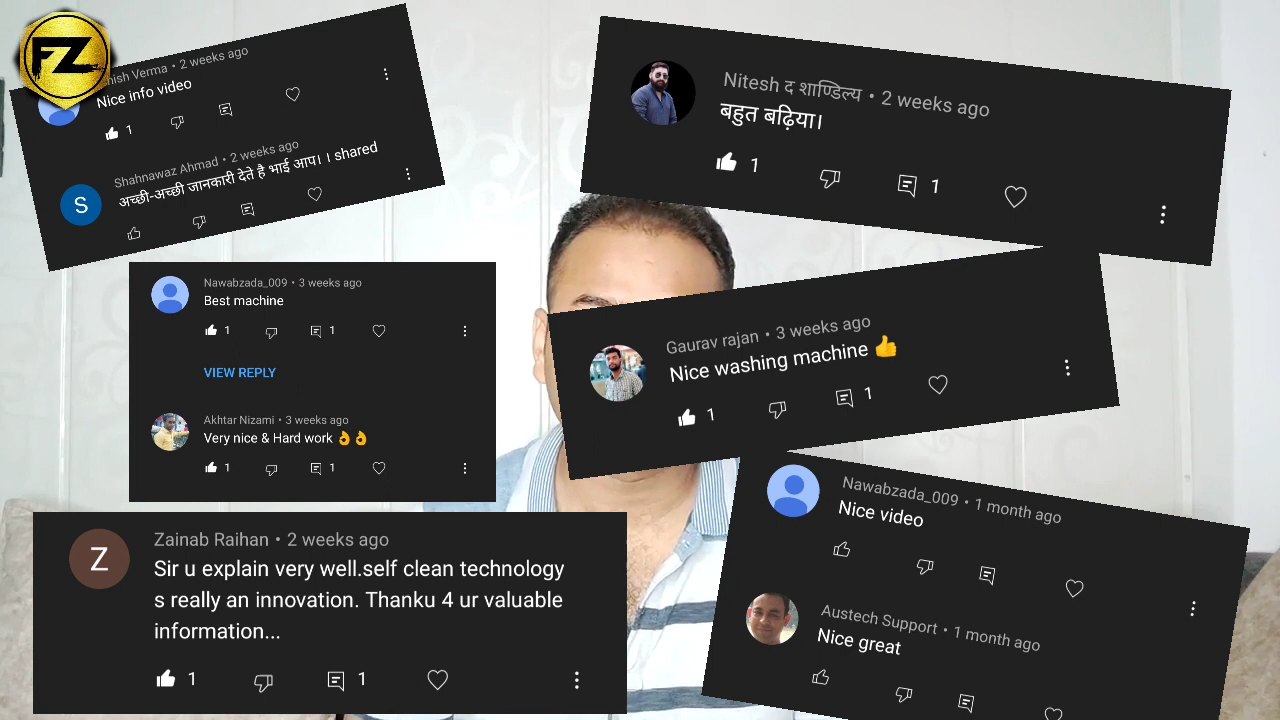 FZ
hish Verma • 2 weeks ago
Nice info video
1
S
Shahnawaz Ahmad • 2 weeks ago
अच्छी-अच्छी जानकारी देते है भाई आप। I shared
Nitesh द शाण्डिल्य • 2 weeks ago
बहुत बढ़िया।
1 1
Nawabzada_009 • 3 weeks ago
Best machine
1 1
VIEW REPLY
Akhtar Nizami • 3 weeks ago
Very nice & Hard work 👌👌
1 1
Gaurav rajan • 3 weeks ago
Nice washing machine 👍
1 1
Z
Zainab Raihan • 2 weeks ago
Sir u explain very well.self clean technology
s really an innovation. Thanku 4 ur valuable
information...
1 1
Nawabzada_009 • 1 month ago
Nice video
Austech Support • 1 month ago
Nice great